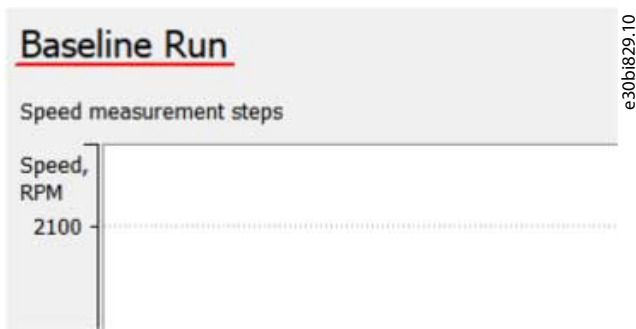 Baseline Run
Speed measurement steps
Speed,
RPM
2100
e30bi829.10